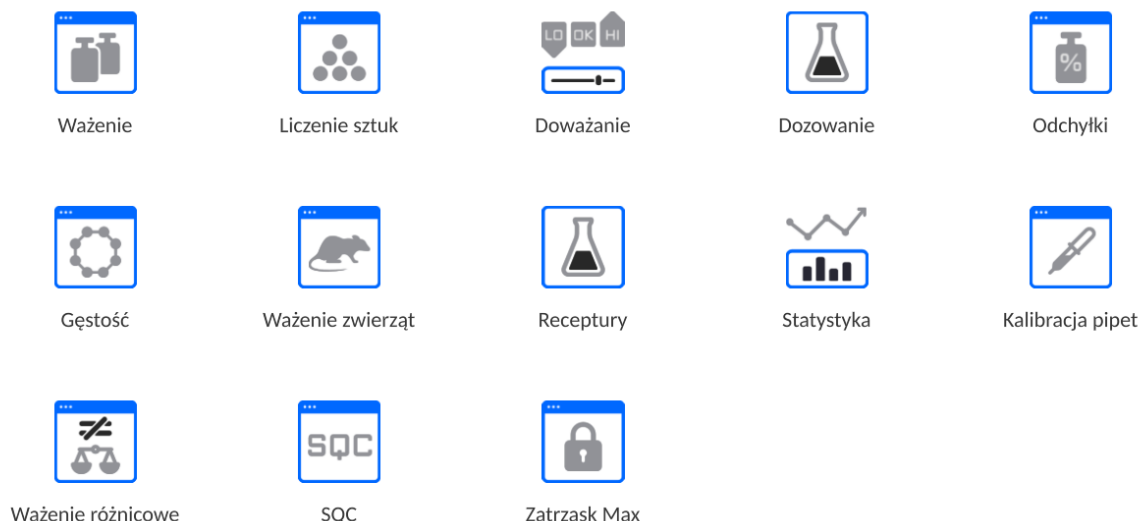 LO OK HI
%
Ważenie Liczenie sztuk Doważanie Dozowanie Odchyłki
Gęstość Ważenie zwierząt Receptury Statystyka Kalibracja pipet
SQC
Ważenie różnicowe SQC Zatrzask Max